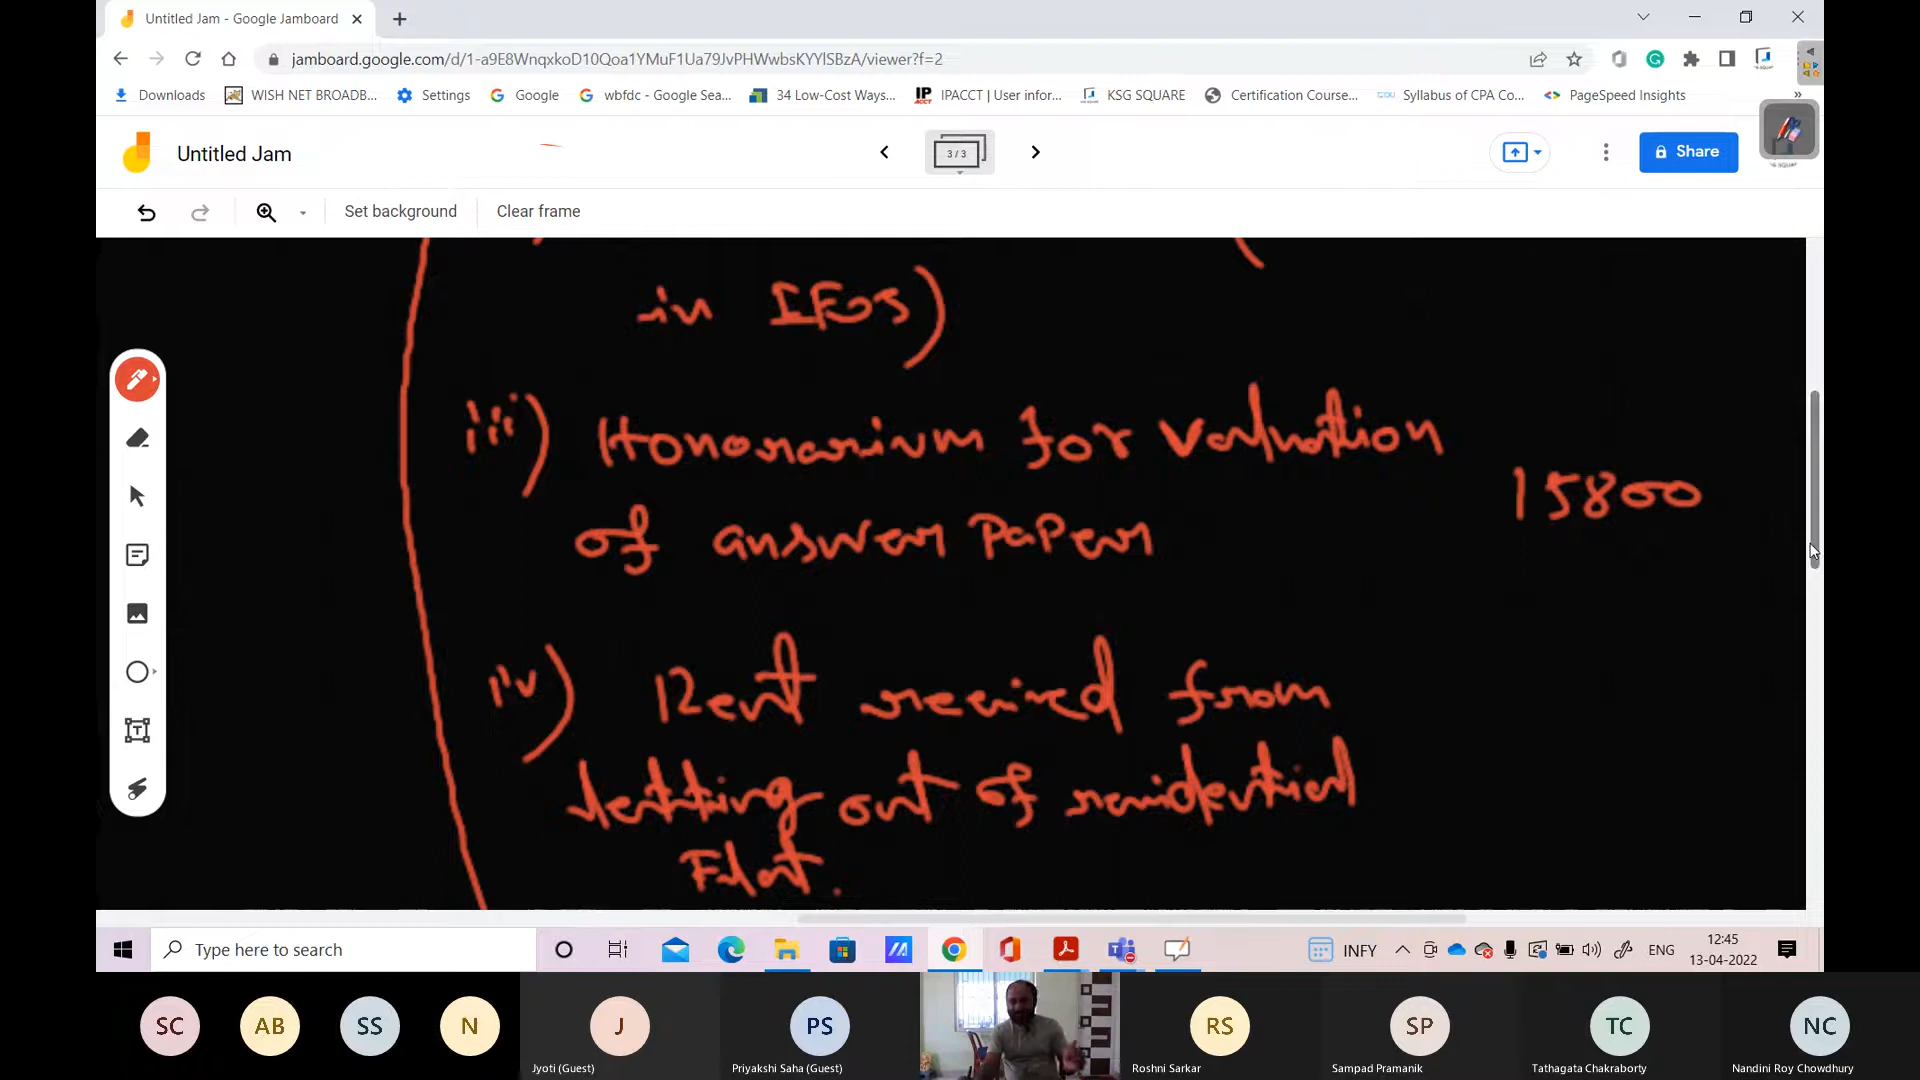 Untitled Jam - Google Jamboard
jamboard.google.com/d/1-a9E8WnqxkoD10Qoa1YMuF1Ua79JvPHWwbsKYYlSBzA/viewer?f=2
Downloads WISH NET BROADB... Settings Google wbfdc - Google Sea... 34 Low-Cost Ways... IPACCT | User infor... KSG SQUARE Certification Course... Syllabus of CPA Co... PageSpeed Insights »
Untitled Jam
3 / 3
Share
Set background Clear frame
in IFOS)
iii) Honorarium for valuation
of answer Paper
15800
iv) Rent received from
letting out of residential
Flat.
Type here to search
INFY
ENG
12:45
13-04-2022
SC AB SS N J PS RS SP TC NC
Jyoti (Guest) Priyakshi Saha (Guest) Roshni Sarkar Sampad Pramanik Tathagata Chakraborty Nandini Roy Chowdhury